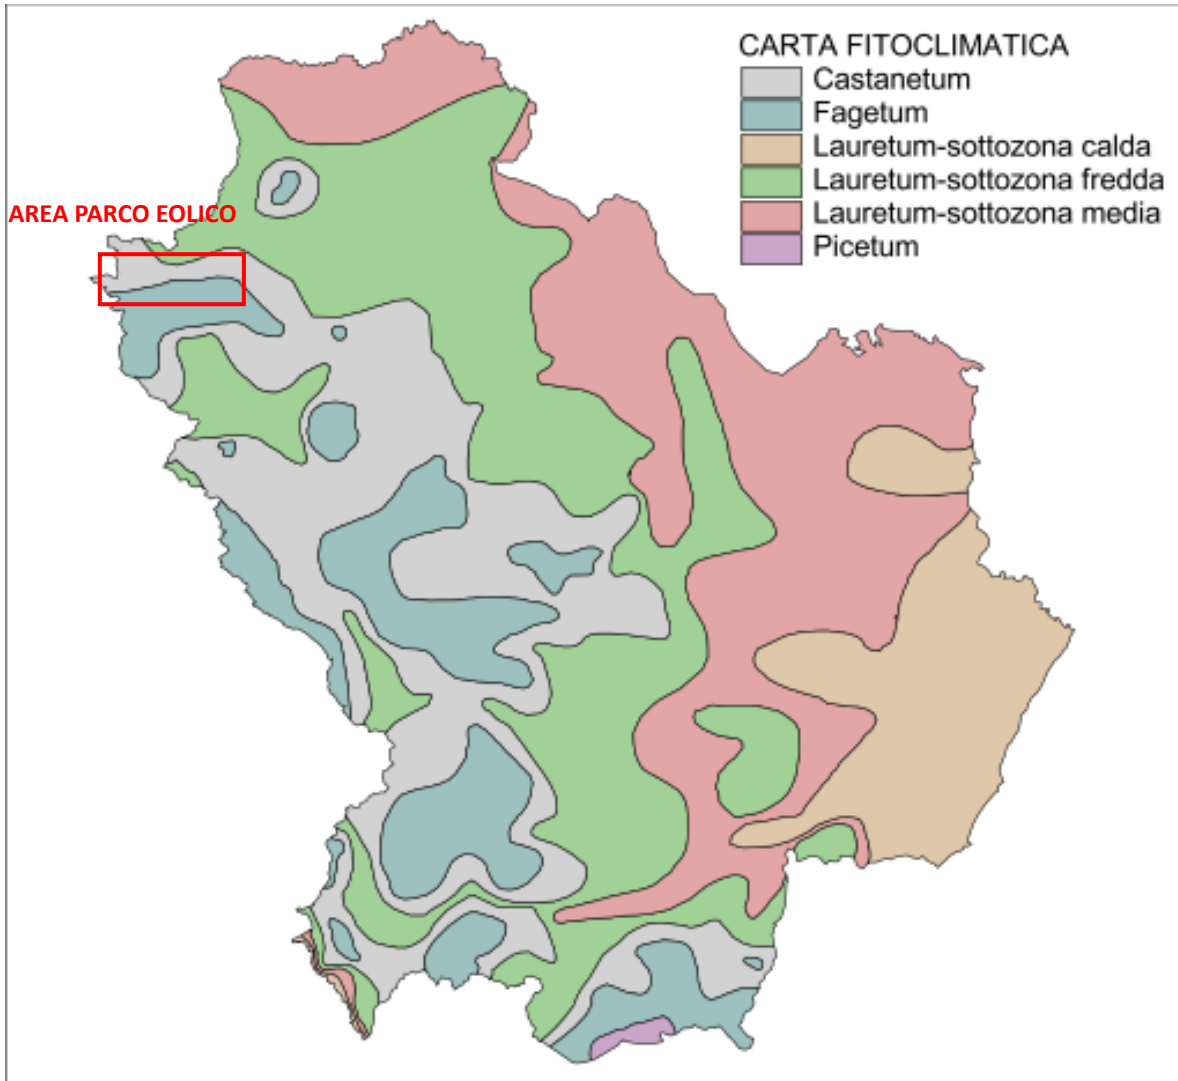 CARTA FITOCLIMATICA
Castanetum
Fagetum
Lauretum-sottozona calda
Lauretum-sottozona fredda
Lauretum-sottozona media
Picetum
AREA PARCO EOLICO